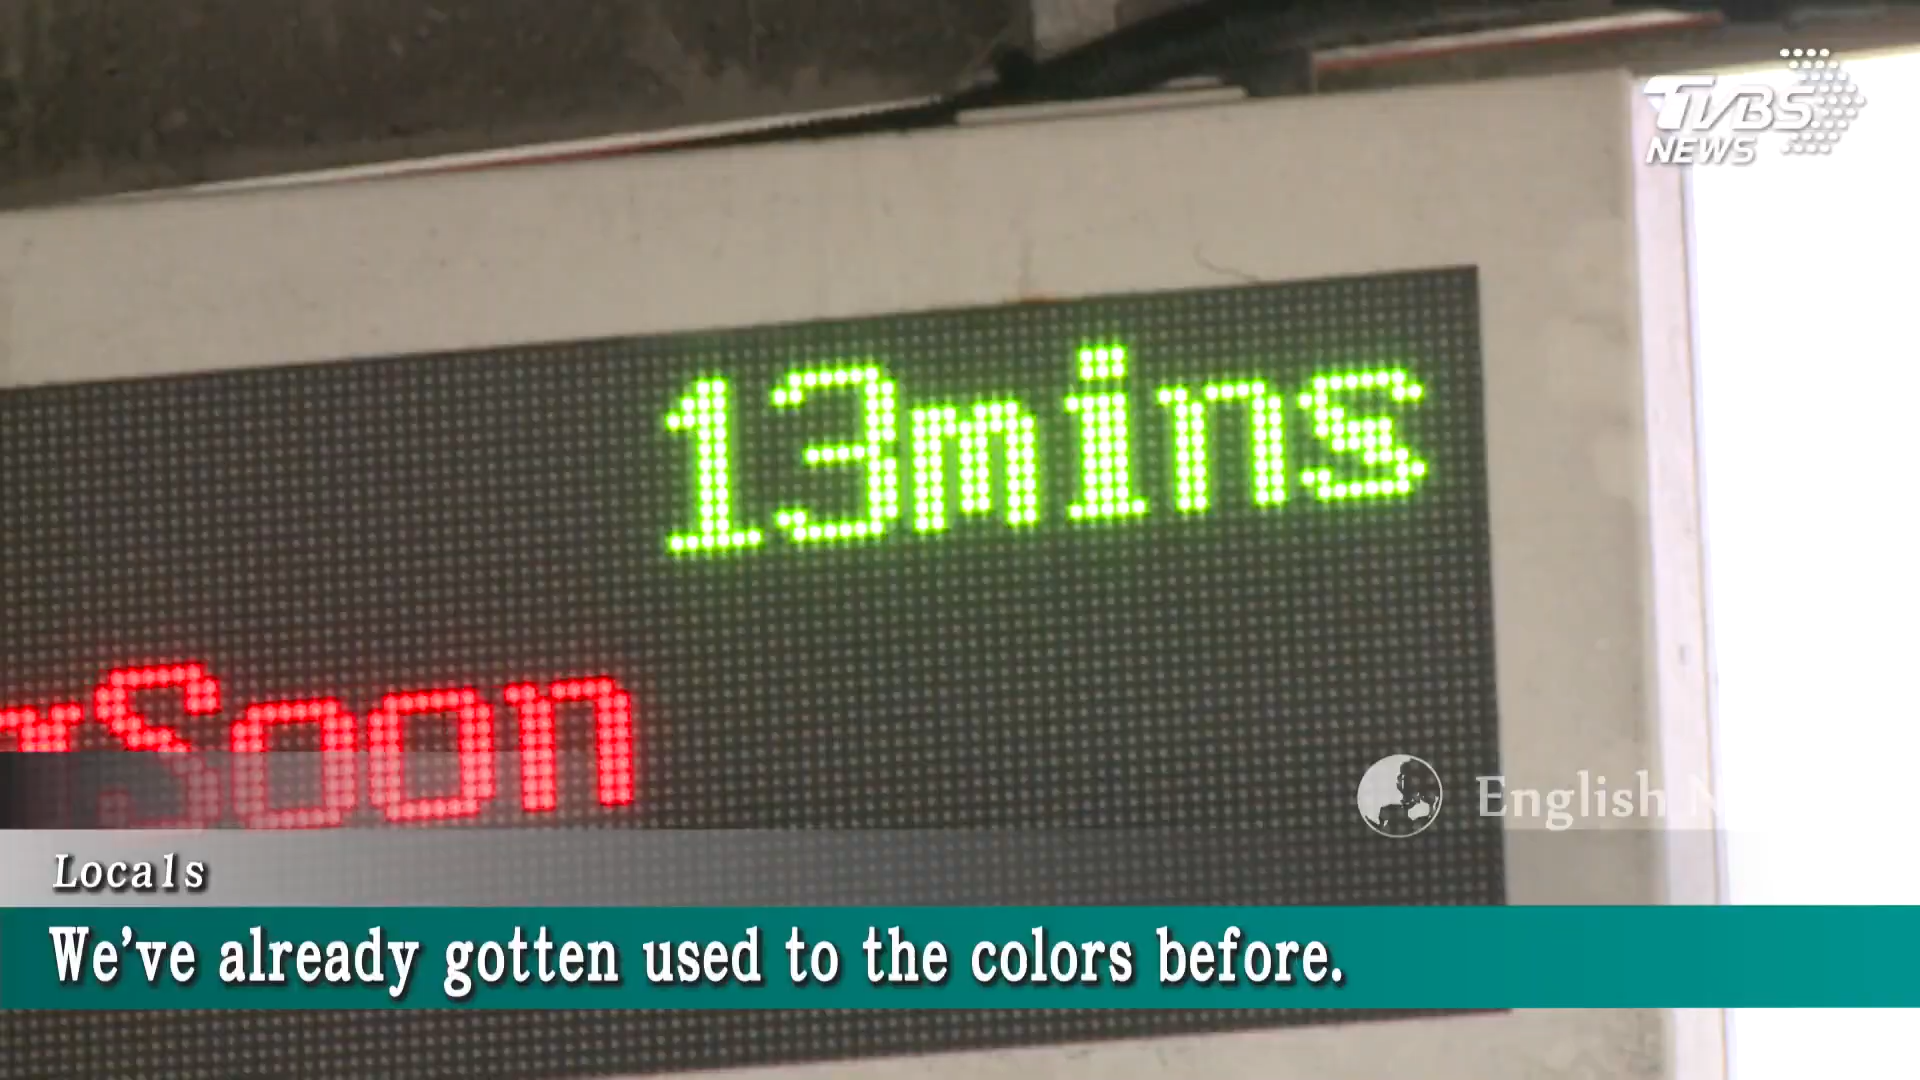 TVBS
NEWS
13mins
Soon
English
Locals
We've already gotten used to the colors before.